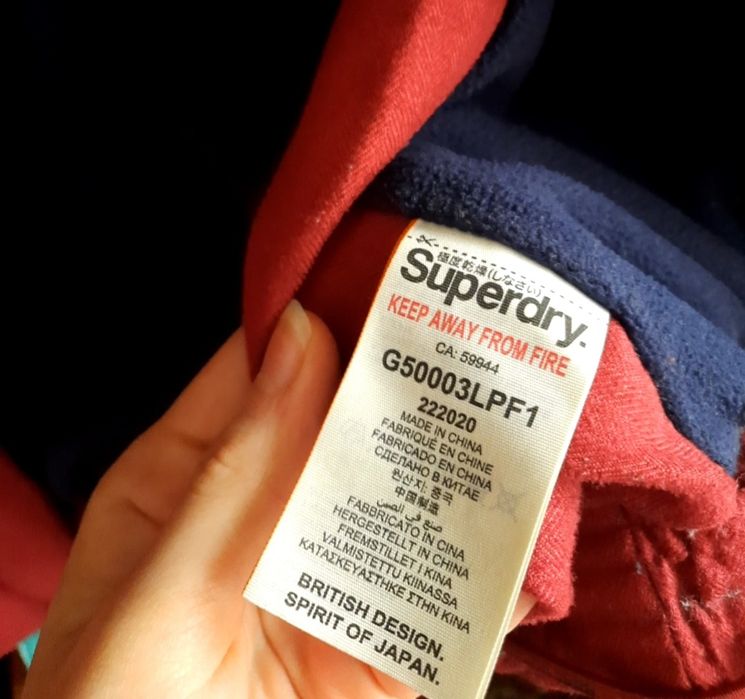 極度乾燥(しなさい)
Superdry.
KEEP AWAY FROM FIRE
CA: 59944
G50003LPF1
222020
MADE IN CHINA
FABRIQUÉ EN CHINE
FABRICADO EN CHINA
СДЕЛАНО В КИТАЕ
원산지: 중국
中国製造
صنع في الصين
FABBRICATO IN CINA
HERGESTELLT IN CHINA
FREMSTILLET I KINA
VALMISTETTU KIINASSA
ΚΑΤΑΣΚΕΥΑΣΤΗΚΕ ΣΤΗΝ ΚΙΝΑ
BRITISH DESIGN.
SPIRIT OF JAPAN.